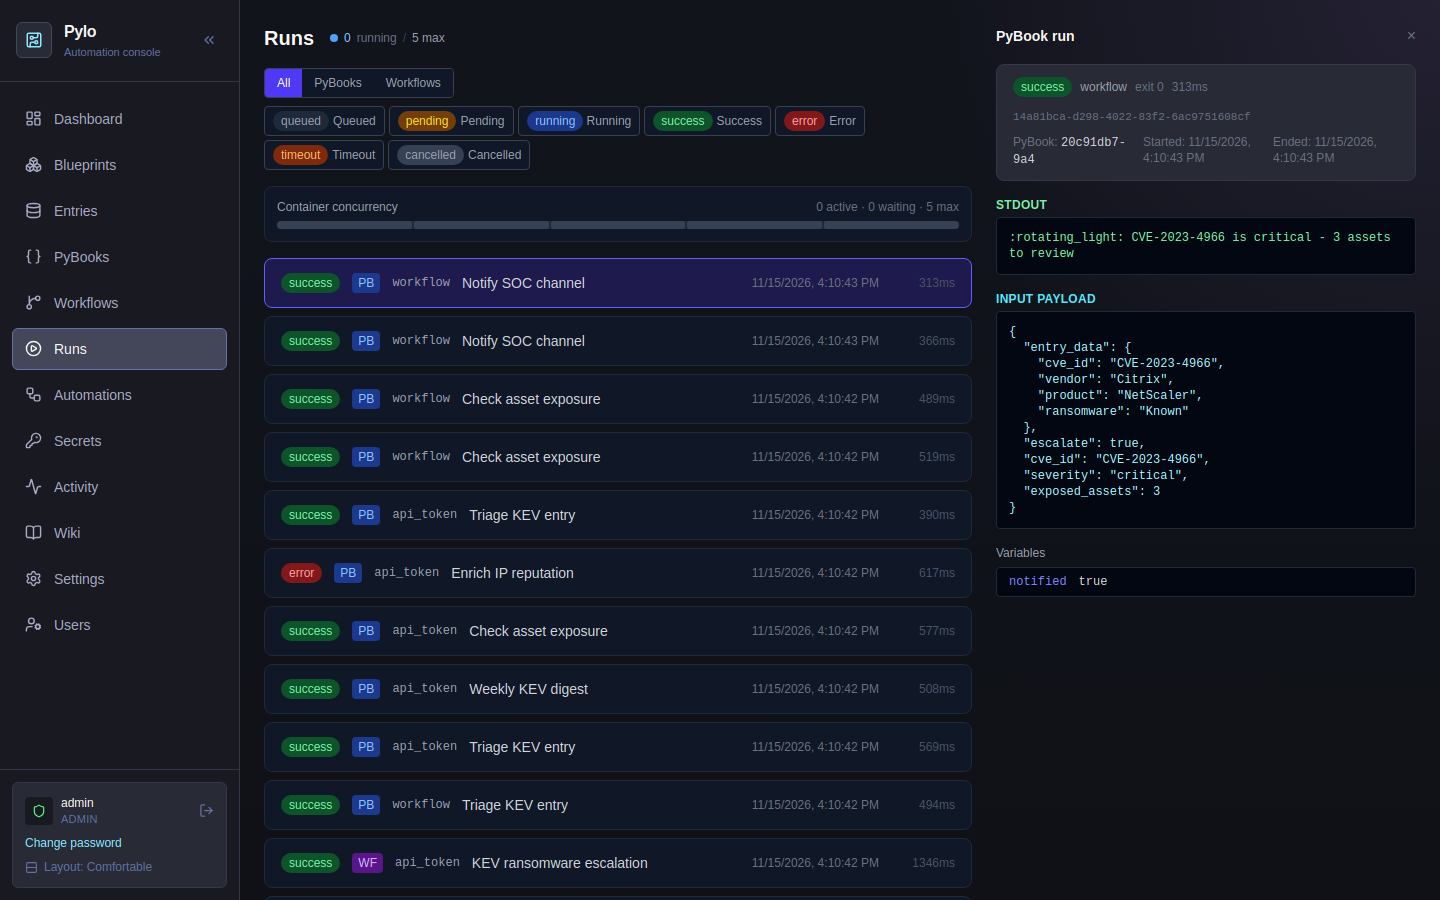 Pylo
Automation console
Dashboard
Blueprints
Entries
PyBooks
Workflows
Runs
Automations
Secrets
Activity
Wiki
Settings
Users
admin
ADMIN
Change password
Layout: Comfortable
Runs 0 running / 5 max
All PyBooks Workflows
queued Queued pending Pending running Running success Success error Error
timeout Timeout cancelled Cancelled
Container concurrency 0 active · 0 waiting · 5 max
success PB workflow Notify SOC channel 11/15/2026, 4:10:43 PM 313ms
success PB workflow Notify SOC channel 11/15/2026, 4:10:43 PM 366ms
success PB workflow Check asset exposure 11/15/2026, 4:10:42 PM 489ms
success PB workflow Check asset exposure 11/15/2026, 4:10:42 PM 519ms
success PB api_token Triage KEV entry 11/15/2026, 4:10:42 PM 390ms
error PB api_token Enrich IP reputation 11/15/2026, 4:10:42 PM 617ms
success PB api_token Check asset exposure 11/15/2026, 4:10:42 PM 577ms
success PB api_token Weekly KEV digest 11/15/2026, 4:10:42 PM 508ms
success PB api_token Triage KEV entry 11/15/2026, 4:10:42 PM 569ms
success PB workflow Triage KEV entry 11/15/2026, 4:10:42 PM 494ms
success WF api_token KEV ransomware escalation 11/15/2026, 4:10:42 PM 1346ms
PyBook run ×
success workflow exit 0 313ms
14a81bca-d298-4022-83f2-6ac9751608cf
PyBook: 20c91db7-9a4 Started: 11/15/2026, 4:10:43 PM Ended: 11/15/2026, 4:10:43 PM
STDOUT
:rotating_light: CVE-2023-4966 is critical - 3 assets
to review
INPUT PAYLOAD
{
"entry_data": {
"cve_id": "CVE-2023-4966",
"vendor": "Citrix",
"product": "NetScaler",
"ransomware": "Known"
},
"escalate": true,
"cve_id": "CVE-2023-4966",
"severity": "critical",
"exposed_assets": 3
}
Variables
notified true